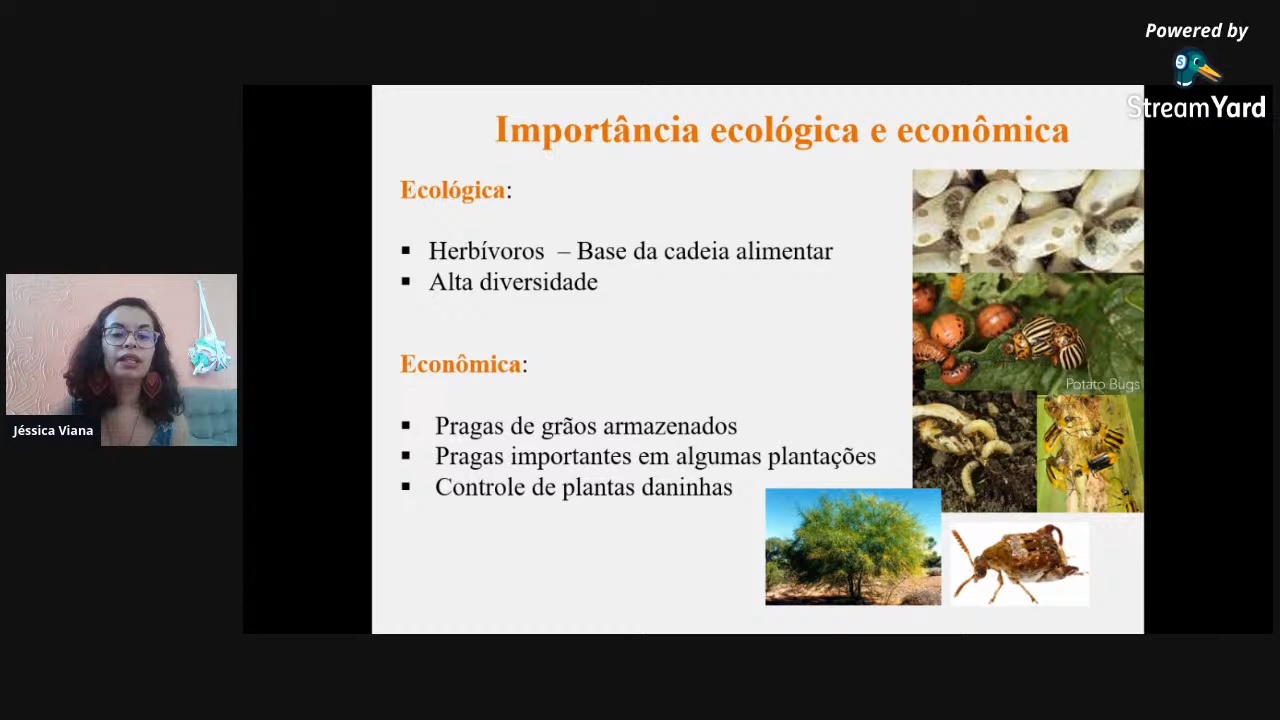 Powered by
StreamYard
Importância ecológica e econômica
Ecológica:
▪ Herbívoros – Base da cadeia alimentar
▪ Alta diversidade
Econômica:
▪ Pragas de grãos armazenados
▪ Pragas importantes em algumas plantações
▪ Controle de plantas daninhas
Potato Bugs
Jéssica Viana